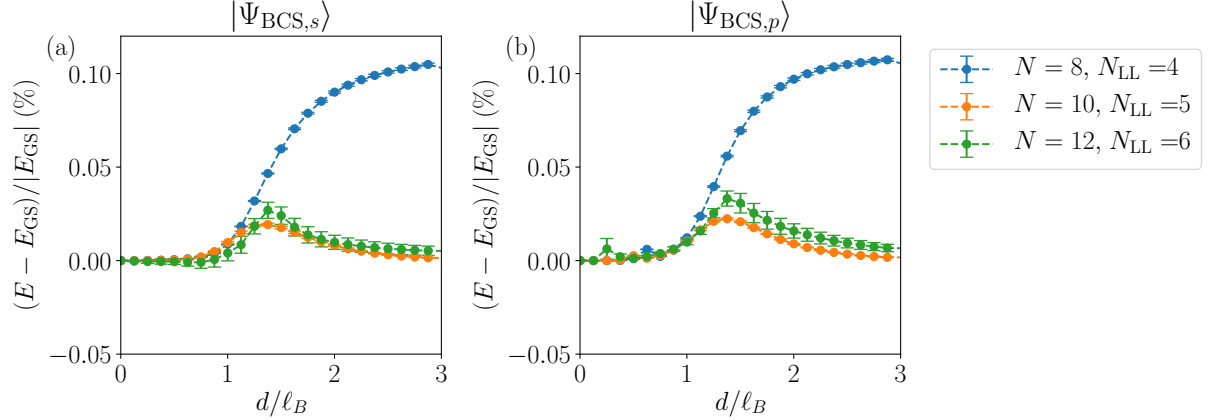 |Ψ_BCS,s⟩
(a)
(E − E_GS)/|E_GS| (%)
0.10
0.05
0.00
−0.05
0
1
2
3
d/ℓ_B
|Ψ_BCS,p⟩
(b)
(E − E_GS)/|E_GS| (%)
0.10
0.05
0.00
−0.05
0
1
2
3
d/ℓ_B
N = 8, N_LL =4
N = 10, N_LL =5
N = 12, N_LL =6